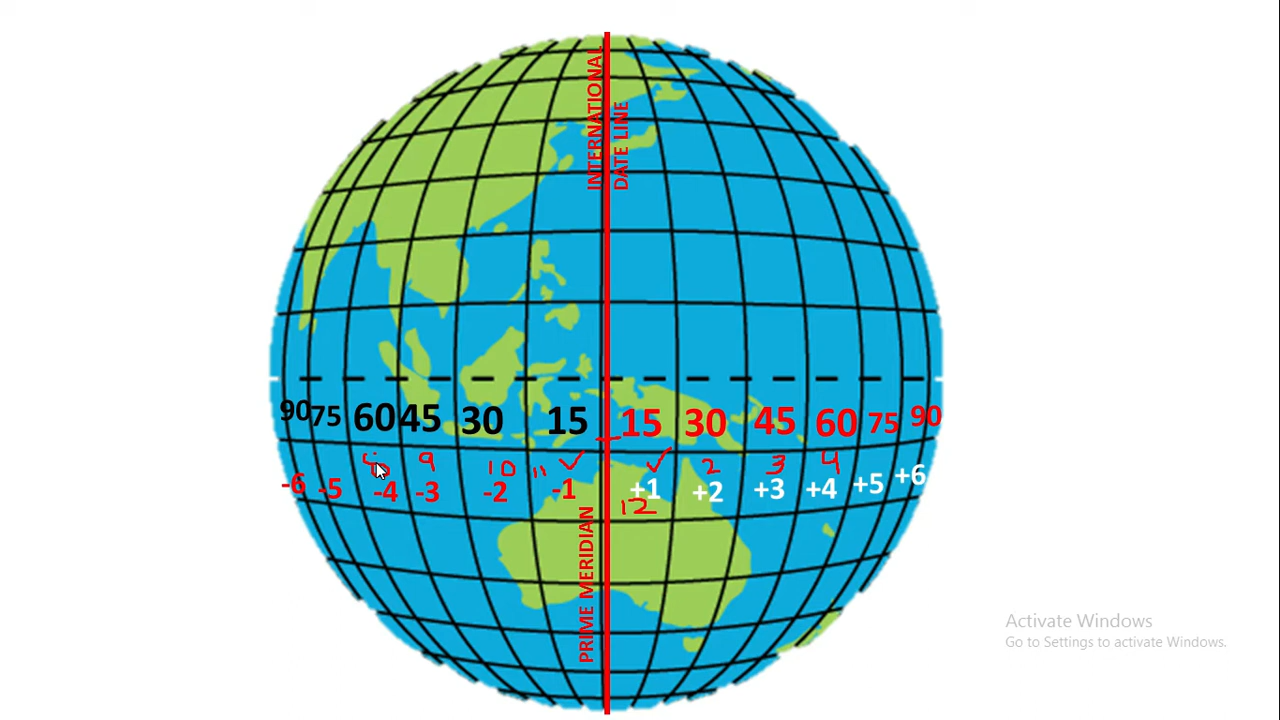 INTERNATIONAL
DATE LINE
90 75 60 45 30 15 15 30 45 60 75 90
9 10 11 ✓ ✓ 2 3 4
-6 -5 -4 -3 -2 -1 +1 +2 +3 +4 +5 +6
12
PRIME MERIDIAN
Activate Windows
Go to Settings to activate Windows.